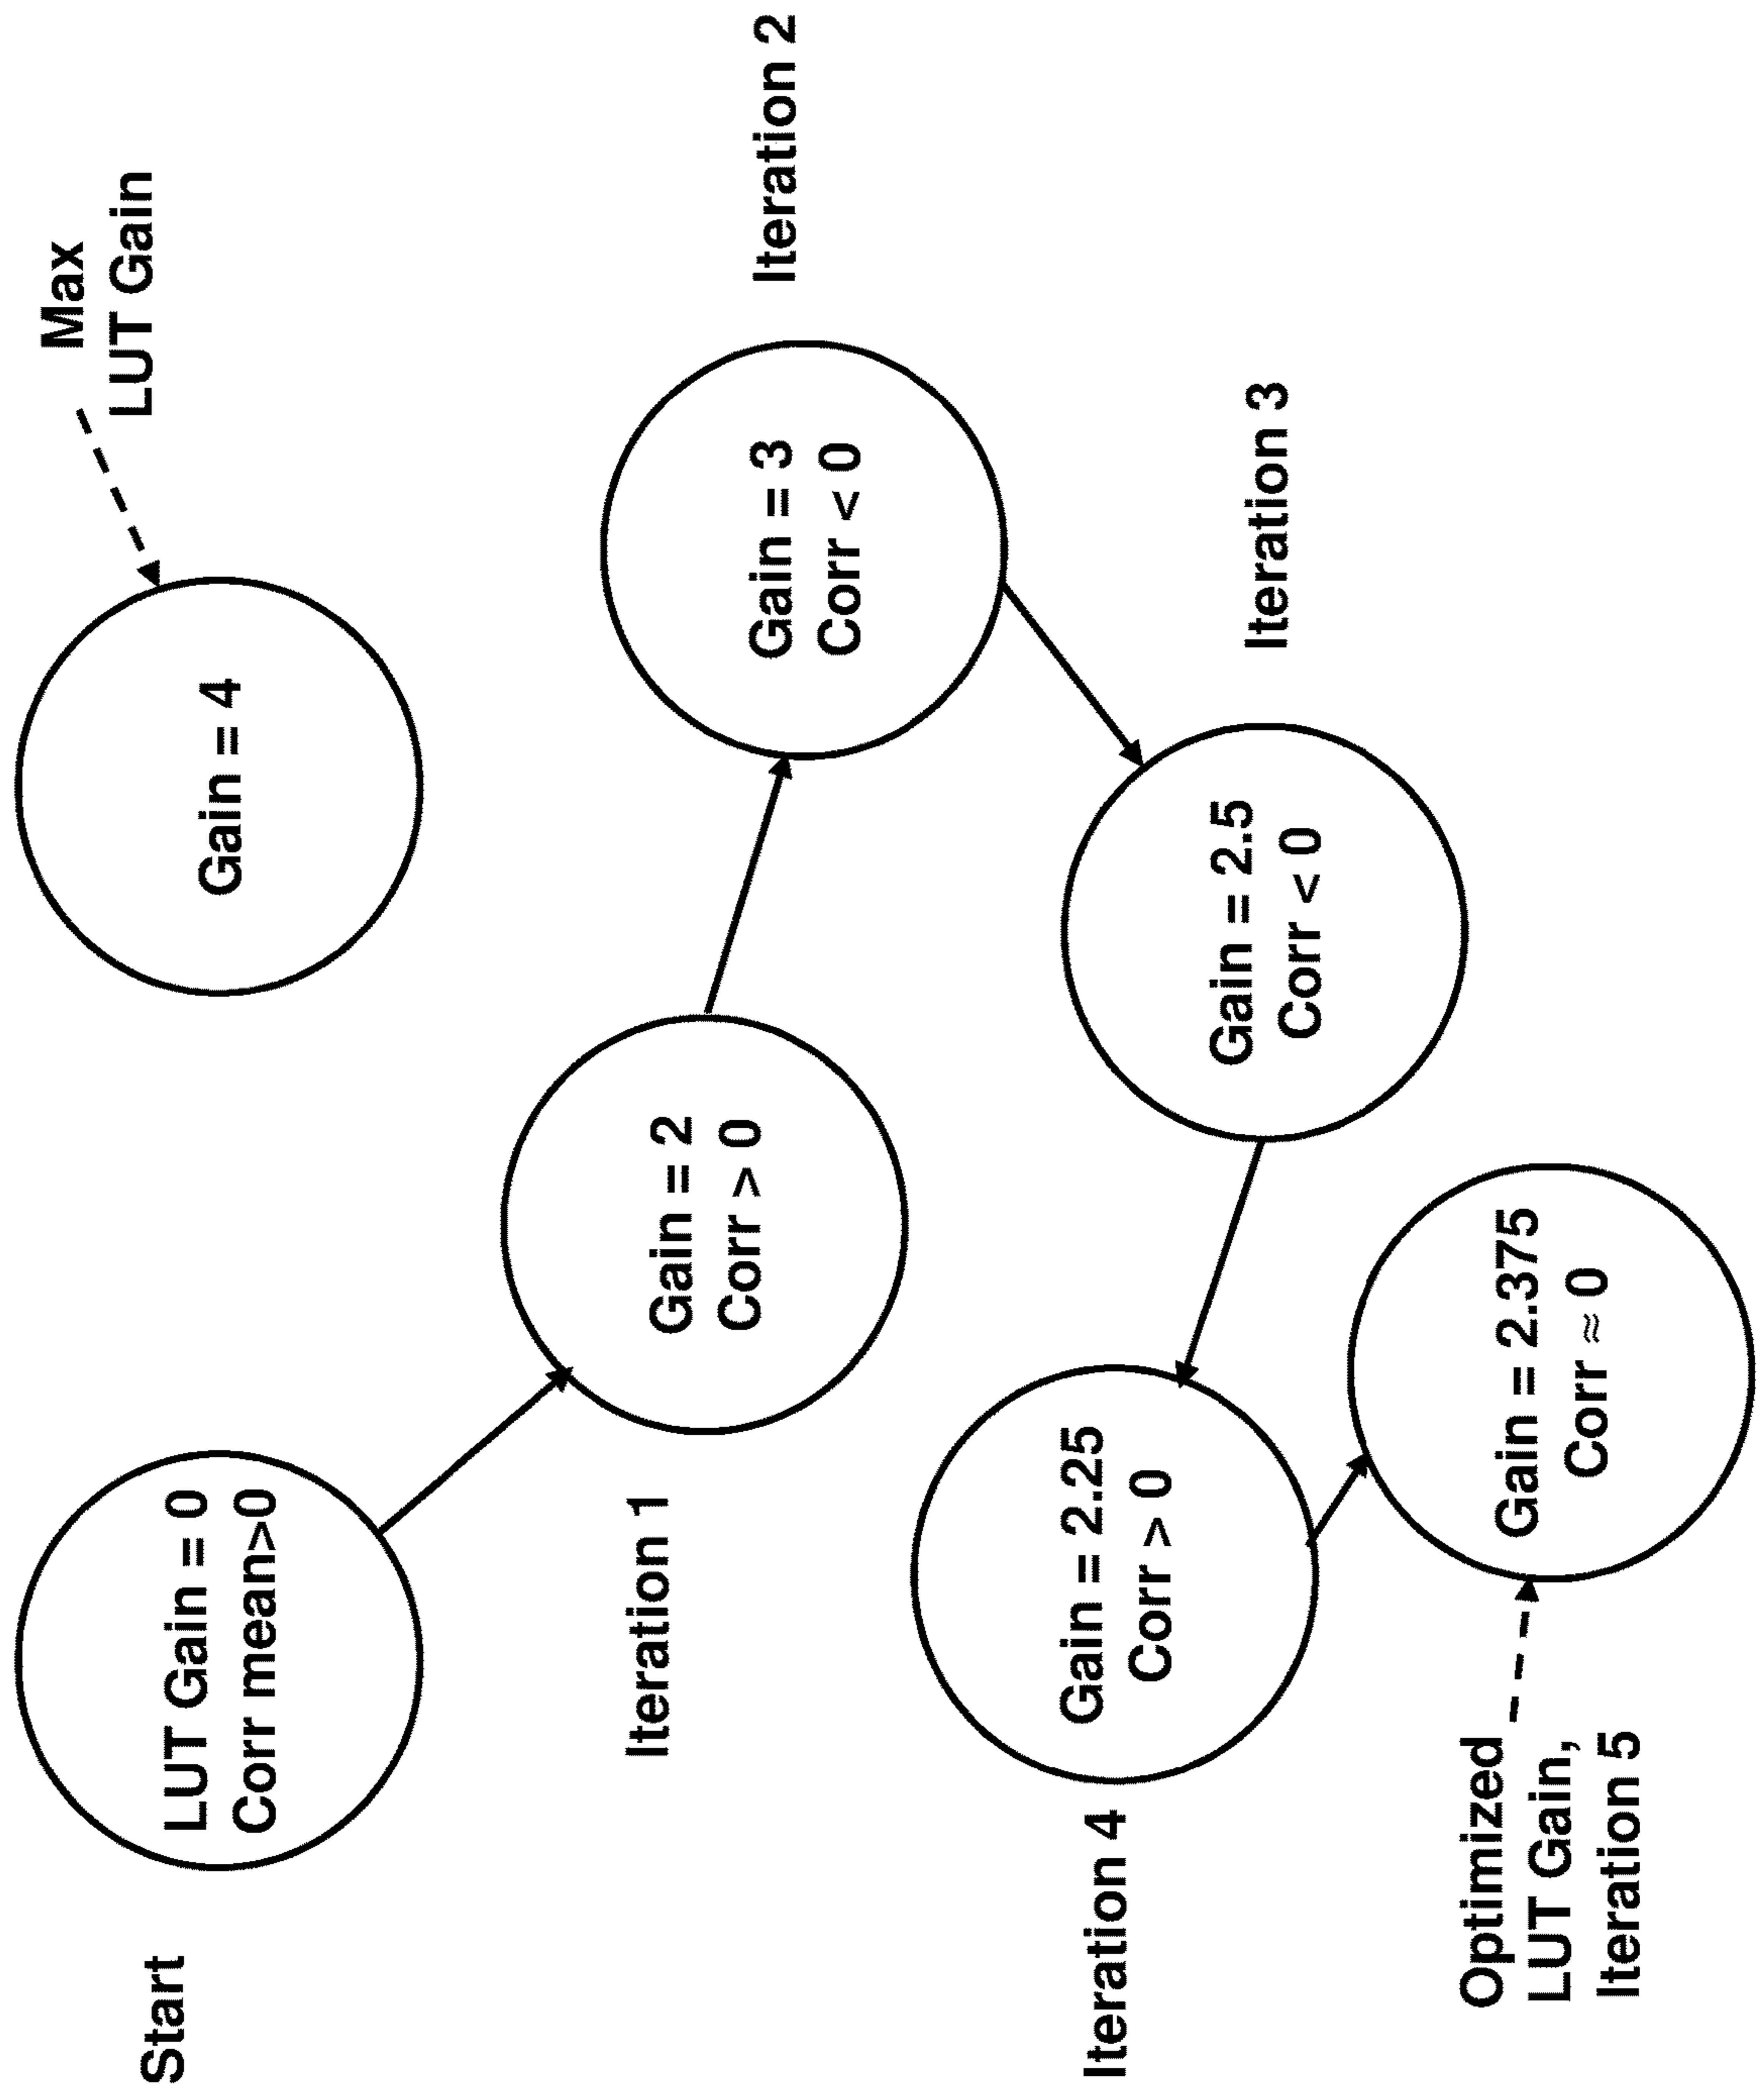 Start
LUT Gain = 0
Corr mean>0
Gain = 4
Max
LUT Gain
Iteration 1
Gain = 2
Corr > 0
Gain = 3
Corr < 0
Iteration 2
Gain = 2.5
Corr < 0
Iteration 3
Iteration 4
Gain = 2.25
Corr > 0
Optimized
LUT Gain,
Iteration 5
Gain = 2.375
Corr ≈ 0